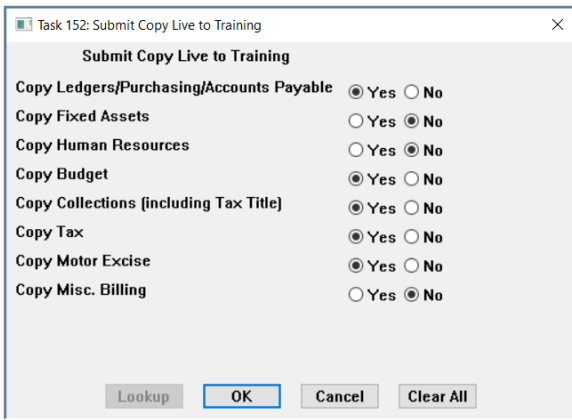 Task 152: Submit Copy Live to Training
Submit Copy Live to Training
Copy Ledgers/Purchasing/Accounts Payable Yes No
Copy Fixed Assets Yes No
Copy Human Resources Yes No
Copy Budget Yes No
Copy Collections (including Tax Title) Yes No
Copy Tax Yes No
Copy Motor Excise Yes No
Copy Misc. Billing Yes No
Lookup OK Cancel Clear All